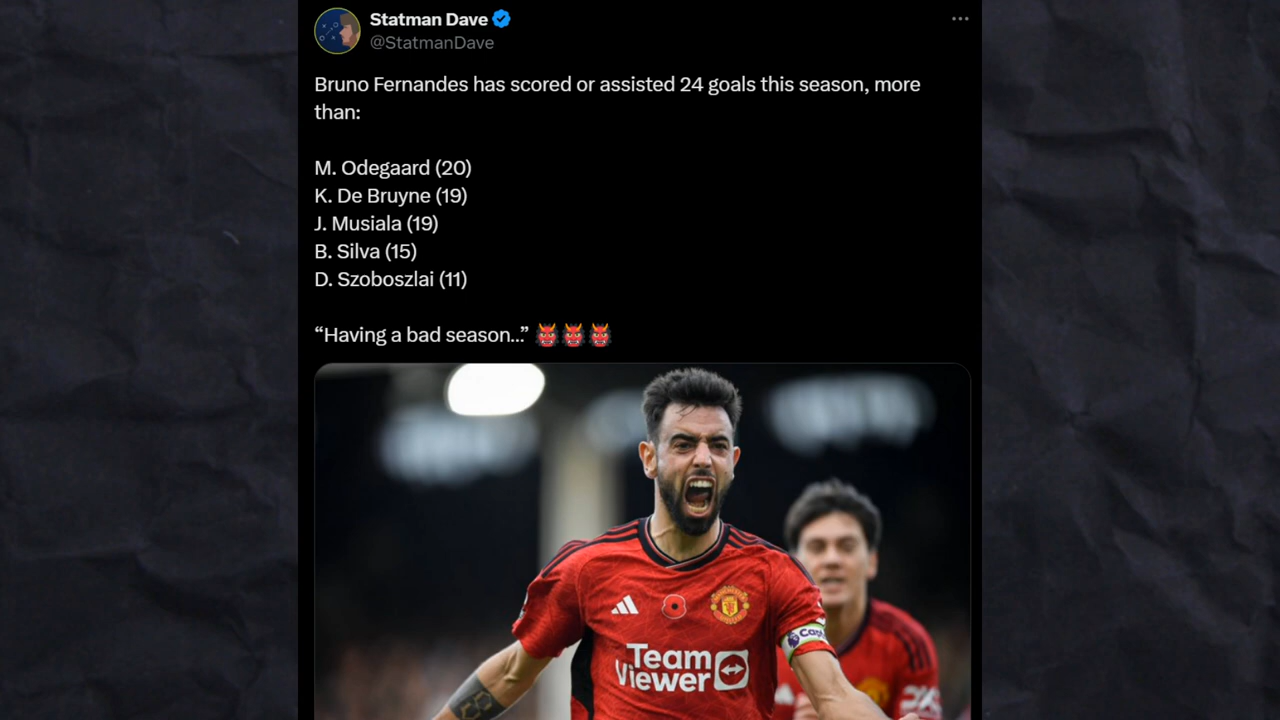 Statman Dave
@StatmanDave
Bruno Fernandes has scored or assisted 24 goals this season, more
than:
M. Odegaard (20)
K. De Bruyne (19)
J. Musiala (19)
B. Silva (15)
D. Szoboszlai (11)
“Having a bad season...” 👹👹👹
Team
Viewer